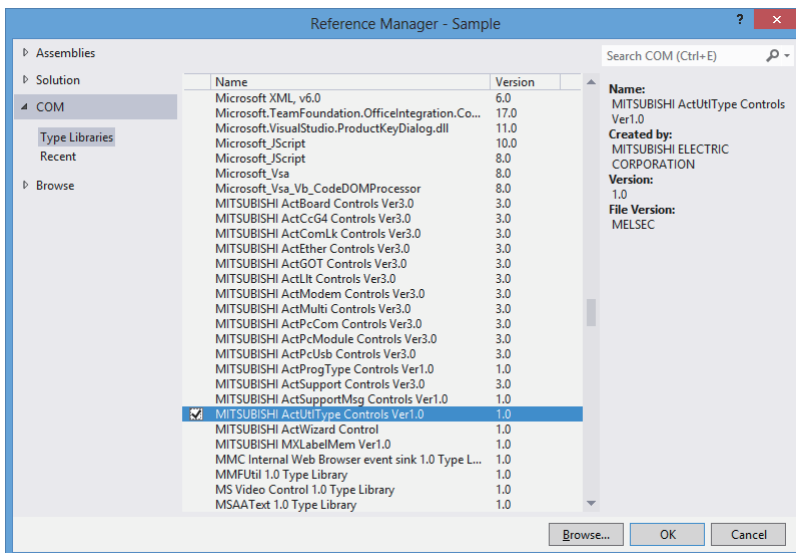 Reference Manager - Sample
? ×
Assemblies
Solution
COM
Type Libraries
Recent
Browse
Search COM (Ctrl+E)
Name Version
Microsoft XML, v6.0 6.0
Microsoft.TeamFoundation.OfficeIntegration.Co... 17.0
Microsoft.VisualStudio.ProductKeyDialog.dll 11.0
Microsoft_JScript 10.0
Microsoft_JScript 8.0
Microsoft_Vsa 8.0
Microsoft_Vsa_Vb_CodeDOMProcessor 8.0
MITSUBISHI ActBoard Controls Ver3.0 3.0
MITSUBISHI ActCcG4 Controls Ver3.0 3.0
MITSUBISHI ActComLk Controls Ver3.0 3.0
MITSUBISHI ActEther Controls Ver3.0 3.0
MITSUBISHI ActGOT Controls Ver3.0 3.0
MITSUBISHI ActLlt Controls Ver3.0 3.0
MITSUBISHI ActModem Controls Ver3.0 3.0
MITSUBISHI ActMulti Controls Ver3.0 3.0
MITSUBISHI ActPcCom Controls Ver3.0 3.0
MITSUBISHI ActPcModule Controls Ver3.0 3.0
MITSUBISHI ActPcUsb Controls Ver3.0 3.0
MITSUBISHI ActProgType Controls Ver1.0 1.0
MITSUBISHI ActSupport Controls Ver3.0 3.0
MITSUBISHI ActSupportMsg Controls Ver1.0 1.0
MITSUBISHI ActUtlType Controls Ver1.0 1.0
MITSUBISHI ActWizard Control 1.0
MITSUBISHI MXLabelMem Ver1.0 1.0
MMC Internal Web Browser event sink 1.0 Type L... 1.0
MMFUtil 1.0 Type Library 1.0
MS Video Control 1.0 Type Library 1.0
MSAAText 1.0 Type Library 1.0
Name:
MITSUBISHI ActUtlType Controls
Ver1.0
Created by:
MITSUBISHI ELECTRIC
CORPORATION
Version:
1.0
File Version:
MELSEC
Browse... OK Cancel